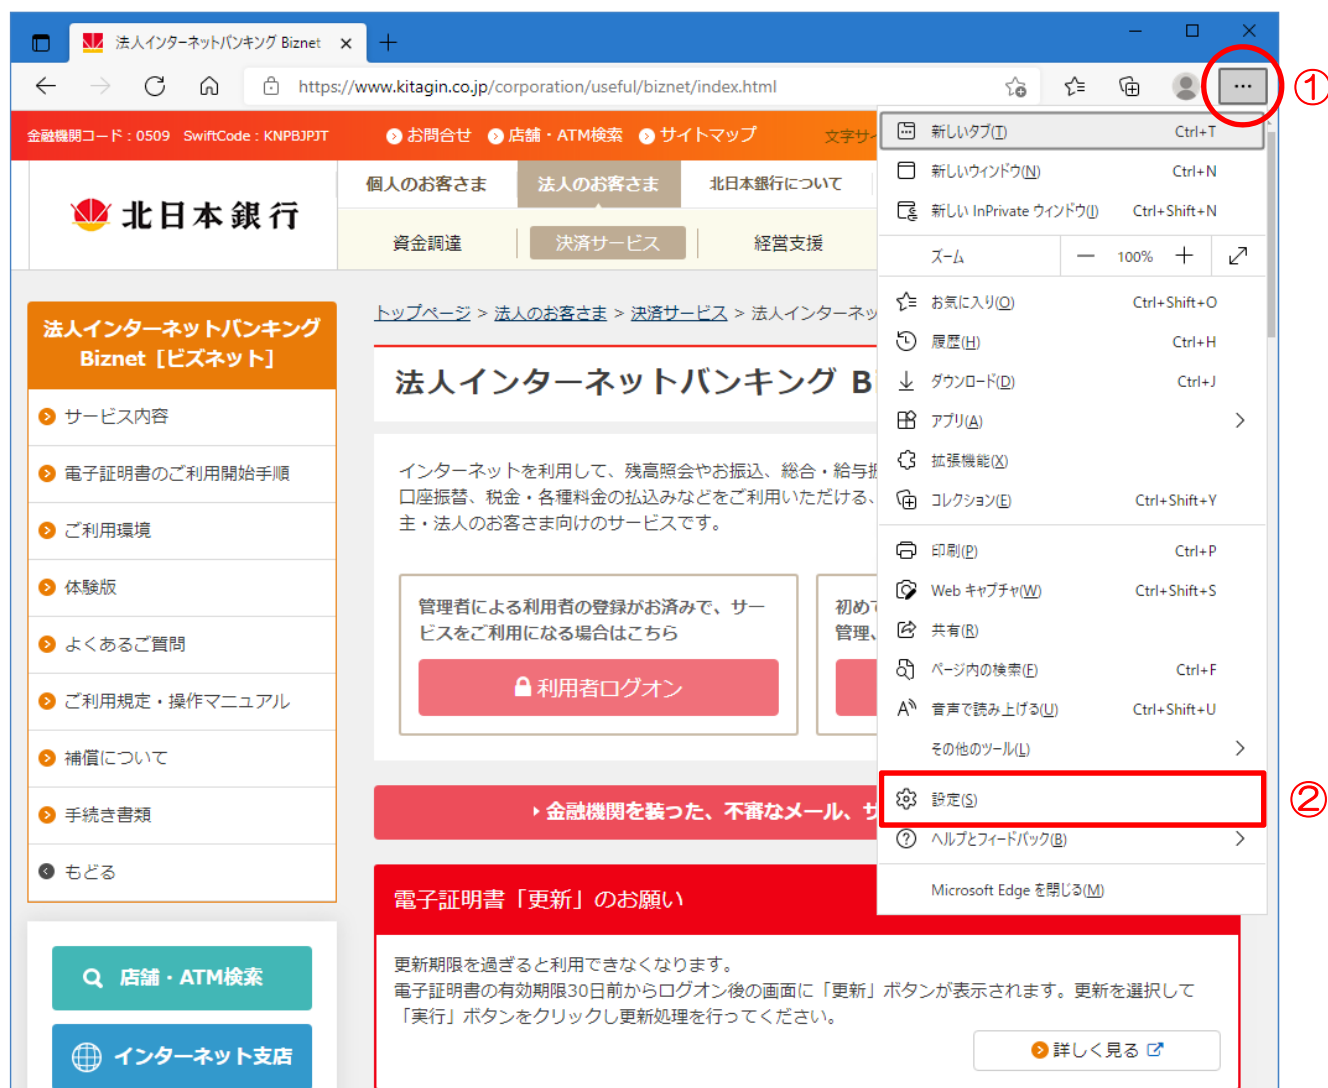 法人インターネットバンキング Biznet
https://www.kitagin.co.jp/corporation/useful/biznet/index.html
①
金融機関コード：0509 SwiftCode：KNPBJPJT
お問合せ 店舗・ATM検索 サイトマップ
文字サ
北日本銀行
個人のお客さま 法人のお客さま 北日本銀行について
資金調達 決済サービス 経営支援
新しいタブ(T) Ctrl+T
新しいウィンドウ(N) Ctrl+N
新しい InPrivate ウィンドウ(I) Ctrl+Shift+N
ズーム — 100% +
お気に入り(O) Ctrl+Shift+O
履歴(H) Ctrl+H
ダウンロード(D) Ctrl+J
アプリ(A)
拡張機能(X)
コレクション(E) Ctrl+Shift+Y
印刷(P) Ctrl+P
Web キャプチャ(W) Ctrl+Shift+S
共有(R)
ページ内の検索(F) Ctrl+F
音声で読み上げる(U) Ctrl+Shift+U
その他のツール(L)
設定(S)
②
ヘルプとフィードバック(B)
Microsoft Edge を閉じる(M)
法人インターネットバンキング
Biznet［ビズネット］
サービス内容
電子証明書のご利用開始手順
ご利用環境
体験版
よくあるご質問
ご利用規定・操作マニュアル
補償について
手続き書類
もどる
店舗・ATM検索
インターネット支店
トップページ > 法人のお客さま > 決済サービス > 法人インターネッ
法人インターネットバンキング B
インターネットを利用して、残高照会やお振込、総合・給与振
口座振替、税金・各種料金の払込みなどをご利用いただける、
主・法人のお客さま向けのサービスです。
管理者による利用者の登録がお済みで、サー
ビスをご利用になる場合はこちら
利用者ログオン
初めて
管理、
金融機関を装った、不審なメール、サ
電子証明書「更新」のお願い
更新期限を過ぎると利用できなくなります。
電子証明書の有効期限30日前からログオン後の画面に「更新」ボタンが表示されます。更新を選択して
「実行」ボタンをクリックし更新処理を行ってください。
詳しく見る